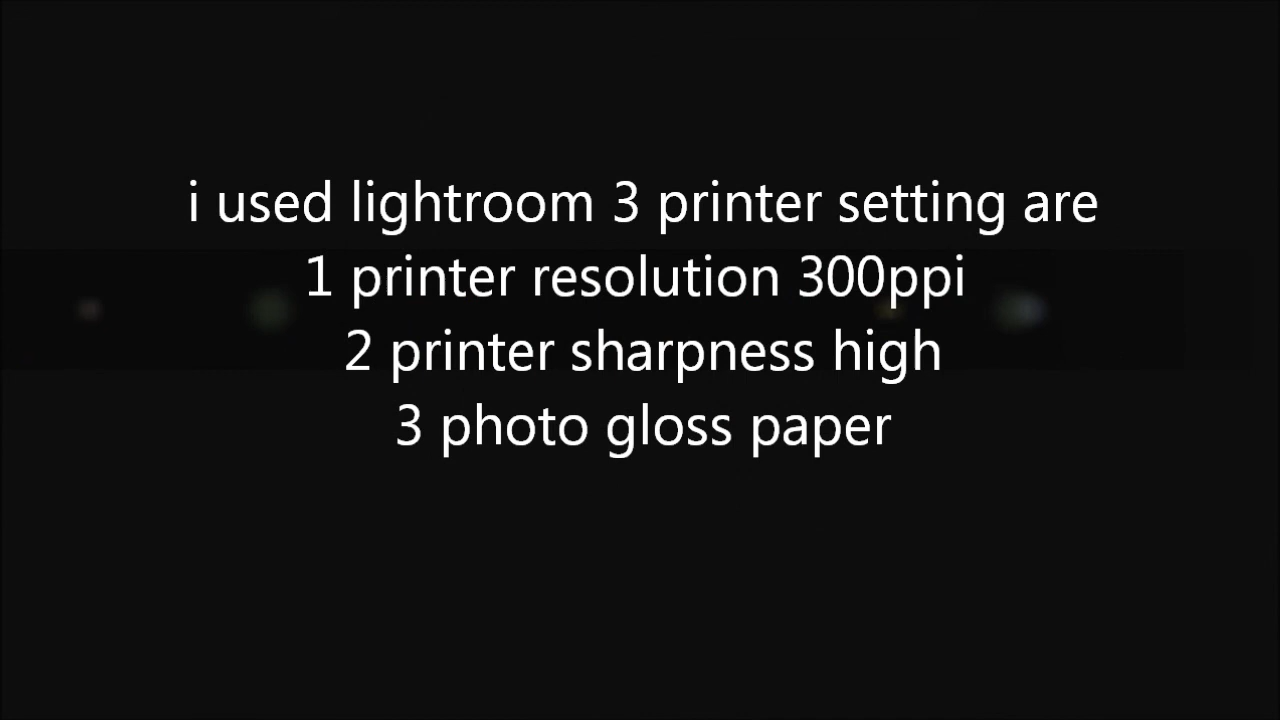 i used lightroom 3 printer setting are
1 printer resolution 300ppi
2 printer sharpness high
3 photo gloss paper